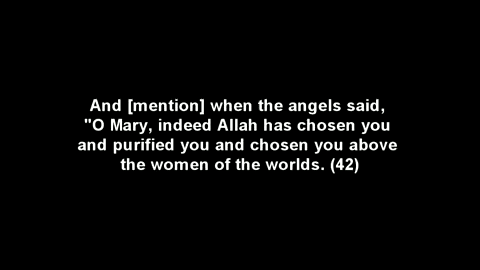 And [mention] when the angels said,
"O Mary, indeed Allah has chosen you
and purified you and chosen you above
the women of the worlds. (42)